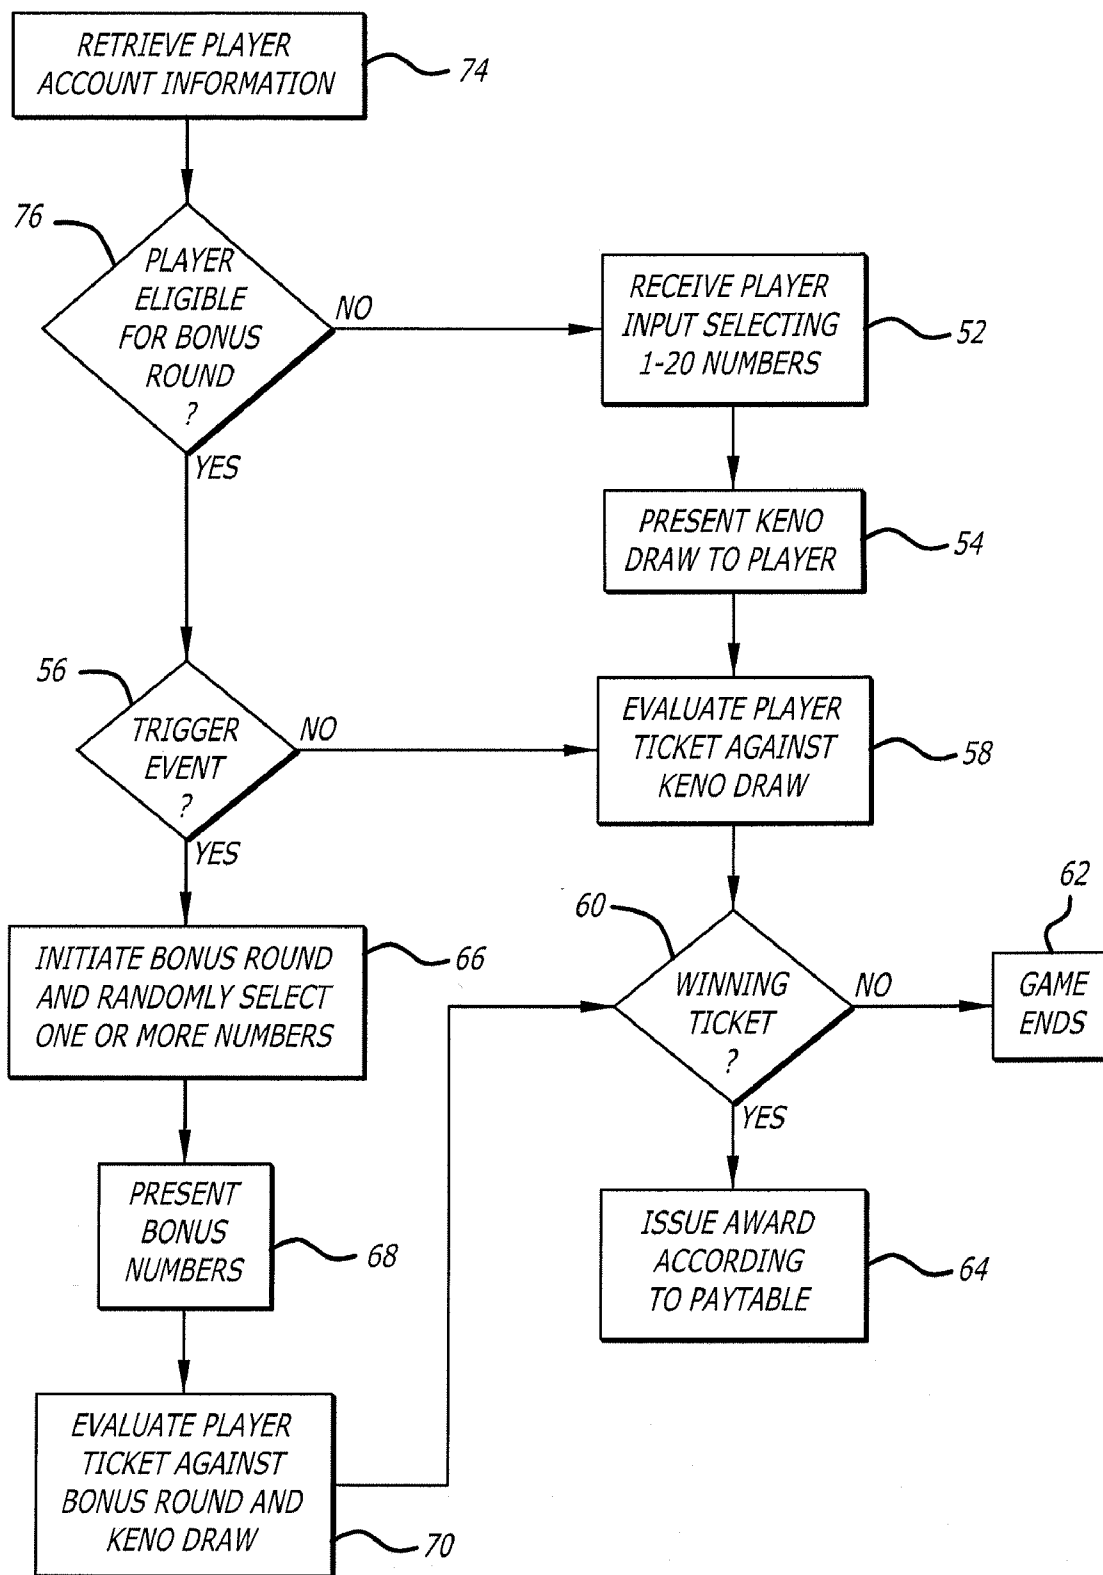 RETRIEVE PLAYER
ACCOUNT INFORMATION
74
76
PLAYER
ELIGIBLE
FOR BONUS
ROUND
?
NO
YES
RECEIVE PLAYER
INPUT SELECTING
1-20 NUMBERS
52
PRESENT KENO
DRAW TO PLAYER
54
56
TRIGGER
EVENT
?
NO
YES
EVALUATE PLAYER
TICKET AGAINST
KENO DRAW
58
60
WINNING
TICKET
?
NO
YES
62
GAME
ENDS
INITIATE BONUS ROUND
AND RANDOMLY SELECT
ONE OR MORE NUMBERS
66
PRESENT
BONUS
NUMBERS
68
ISSUE AWARD
ACCORDING
TO PAYTABLE
64
EVALUATE PLAYER
TICKET AGAINST
BONUS ROUND AND
KENO DRAW
70